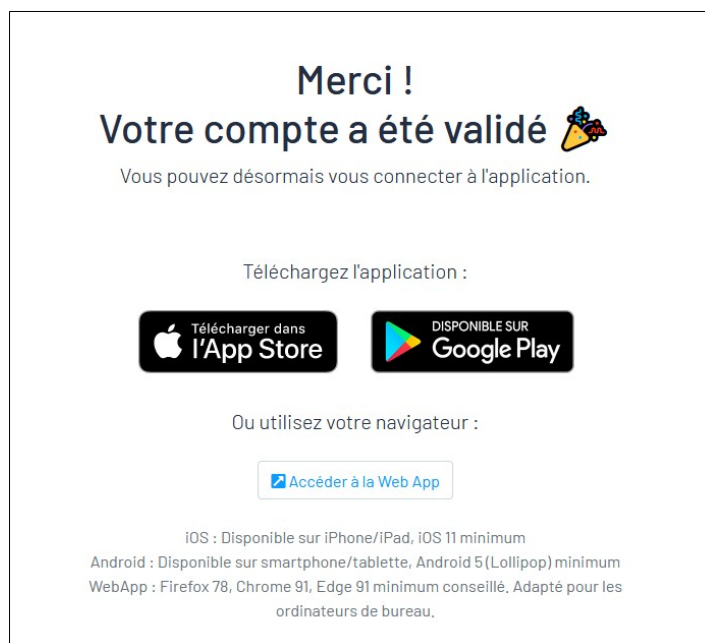 Merci !
Votre compte a été validé 🎉
Vous pouvez désormais vous connecter à l'application.
Téléchargez l'application :
Télécharger dans
l'App Store
DISPONIBLE SUR
Google Play
Ou utilisez votre navigateur :
Accéder à la Web App
iOS : Disponible sur iPhone/iPad, iOS 11 minimum
Android : Disponible sur smartphone/tablette, Android 5 (Lollipop) minimum
WebApp : Firefox 78, Chrome 91, Edge 91 minimum conseillé. Adapté pour les
ordinateurs de bureau.